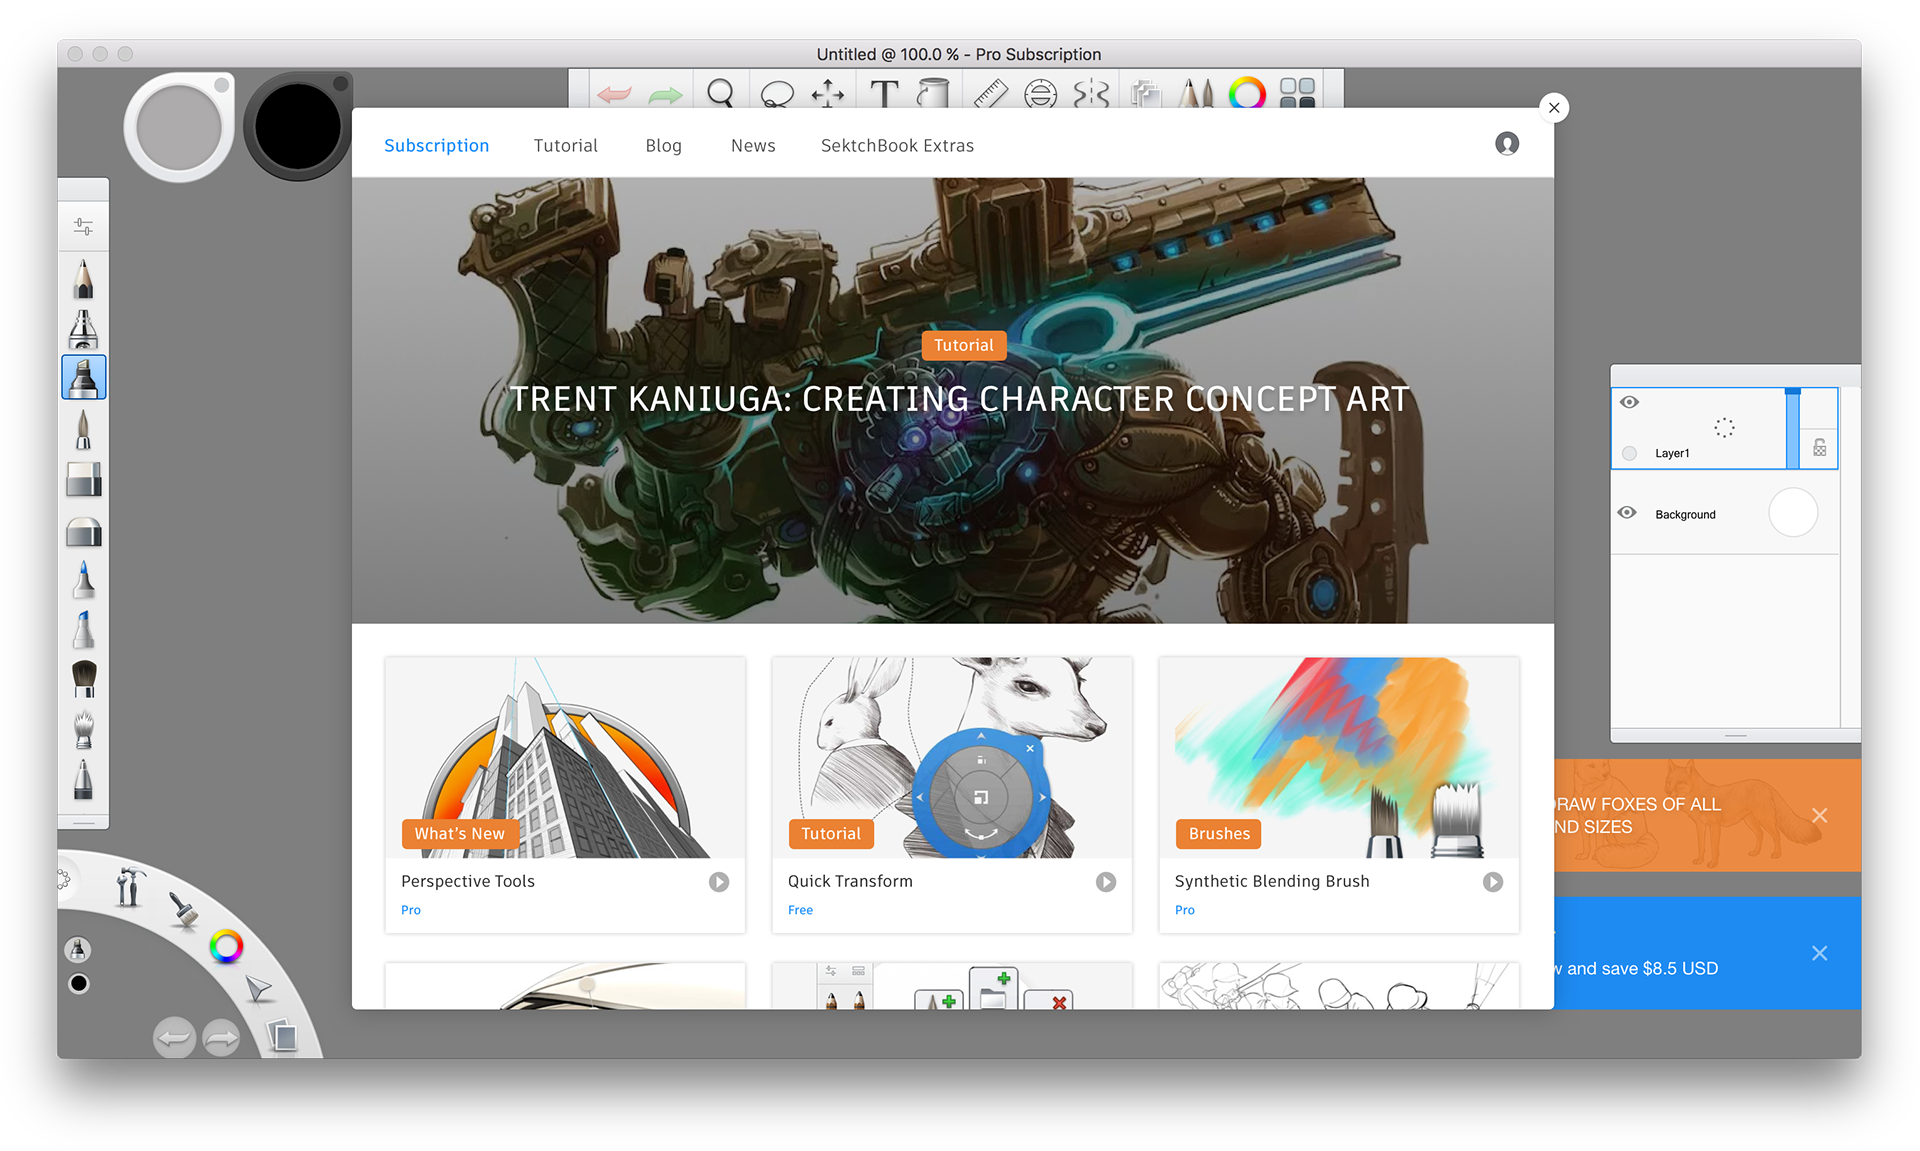 Untitled @ 100.0 % - Pro Subscription
Subscription
Tutorial
Blog
News
SektchBook Extras
Tutorial
TRENT KANIUGA: CREATING CHARACTER CONCEPT ART
Layer1
Background
What's New
Perspective Tools
Pro
Tutorial
Quick Transform
Free
Brushes
Synthetic Blending Brush
Pro
RAW FOXES OF ALL
ND SIZES
and save $8.5 USD